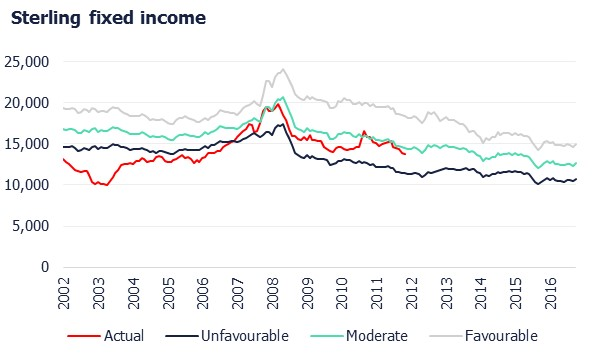 Sterling fixed income
25,000
20,000
15,000
10,000
5,000
0
2002 2003 2004 2005 2006 2007 2008 2009 2010 2011 2012 2013 2014 2015 2016
Actual Unfavourable Moderate Favourable